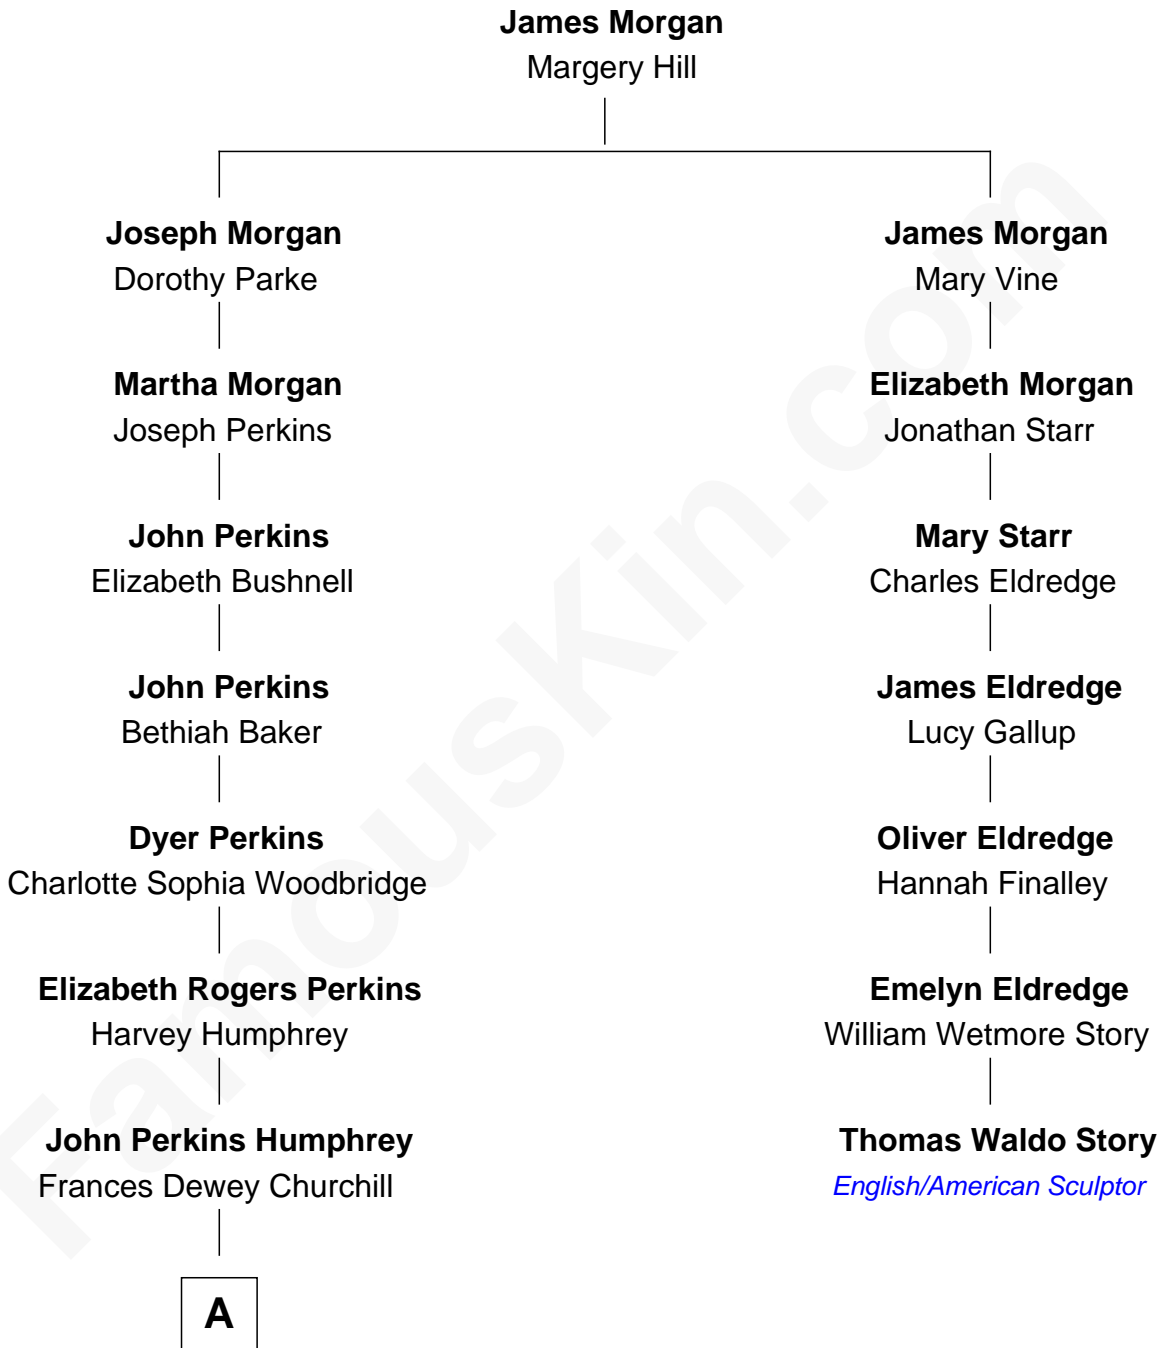 James Morgan
Margery Hill
Joseph Morgan
Dorothy Parke
James Morgan
Mary Vine
Martha Morgan
Joseph Perkins
Elizabeth Morgan
Jonathan Starr
John Perkins
Elizabeth Bushnell
Mary Starr
Charles Eldredge
John Perkins
Bethiah Baker
James Eldredge
Lucy Gallup
Dyer Perkins
Charlotte Sophia Woodbridge
Oliver Eldredge
Hannah Finalley
Elizabeth Rogers Perkins
Harvey Humphrey
Emelyn Eldredge
William Wetmore Story
John Perkins Humphrey
Frances Dewey Churchill
Thomas Waldo Story
English/American Sculptor
A
FamousKin.com